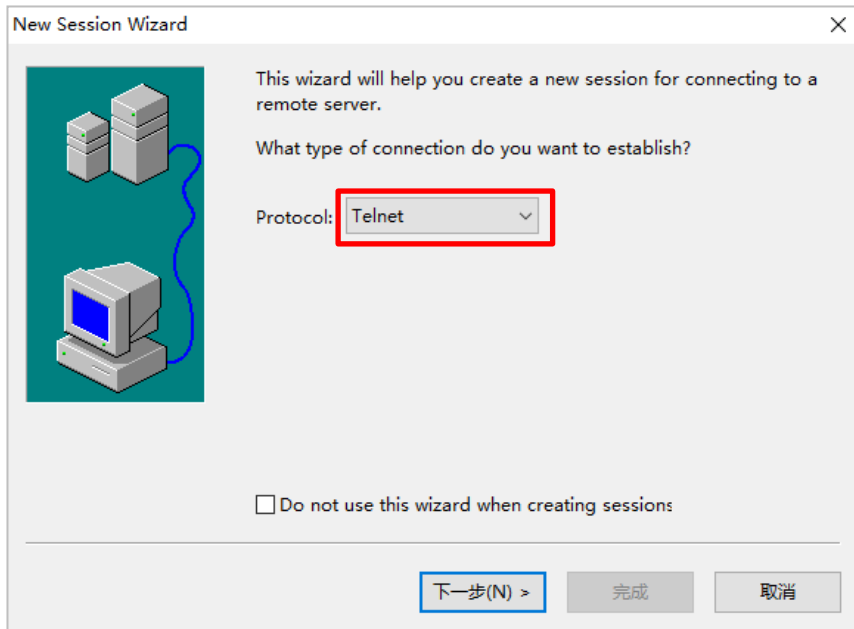 New Session Wizard
This wizard will help you create a new session for connecting to a
remote server.
What type of connection do you want to establish?
Protocol: Telnet
Do not use this wizard when creating sessions
下一步(N) > 完成 取消